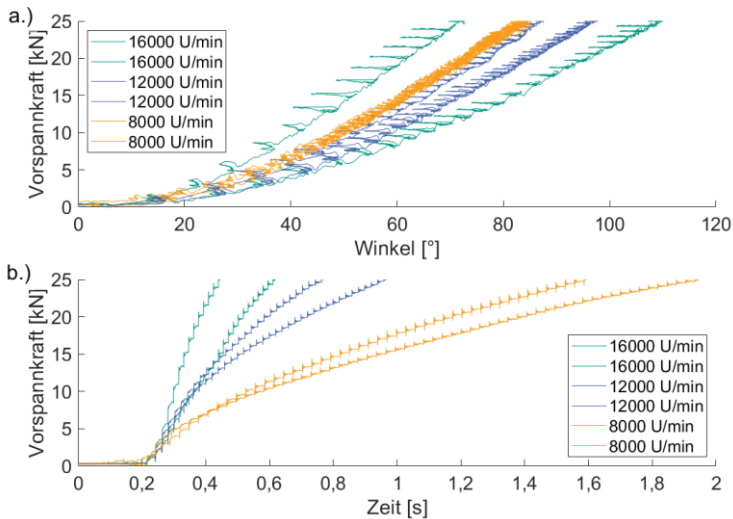 a.)
Vorspannkraft [kN]
25
20
15
10
5
0
16000 U/min
16000 U/min
12000 U/min
12000 U/min
8000 U/min
8000 U/min
0 20 40 60 80 100 120
Winkel [°]
b.)
Vorspannkraft [kN]
25
20
15
10
5
0
16000 U/min
16000 U/min
12000 U/min
12000 U/min
8000 U/min
8000 U/min
0 0,2 0,4 0,6 0,8 1 1,2 1,4 1,6 1,8 2
Zeit [s]